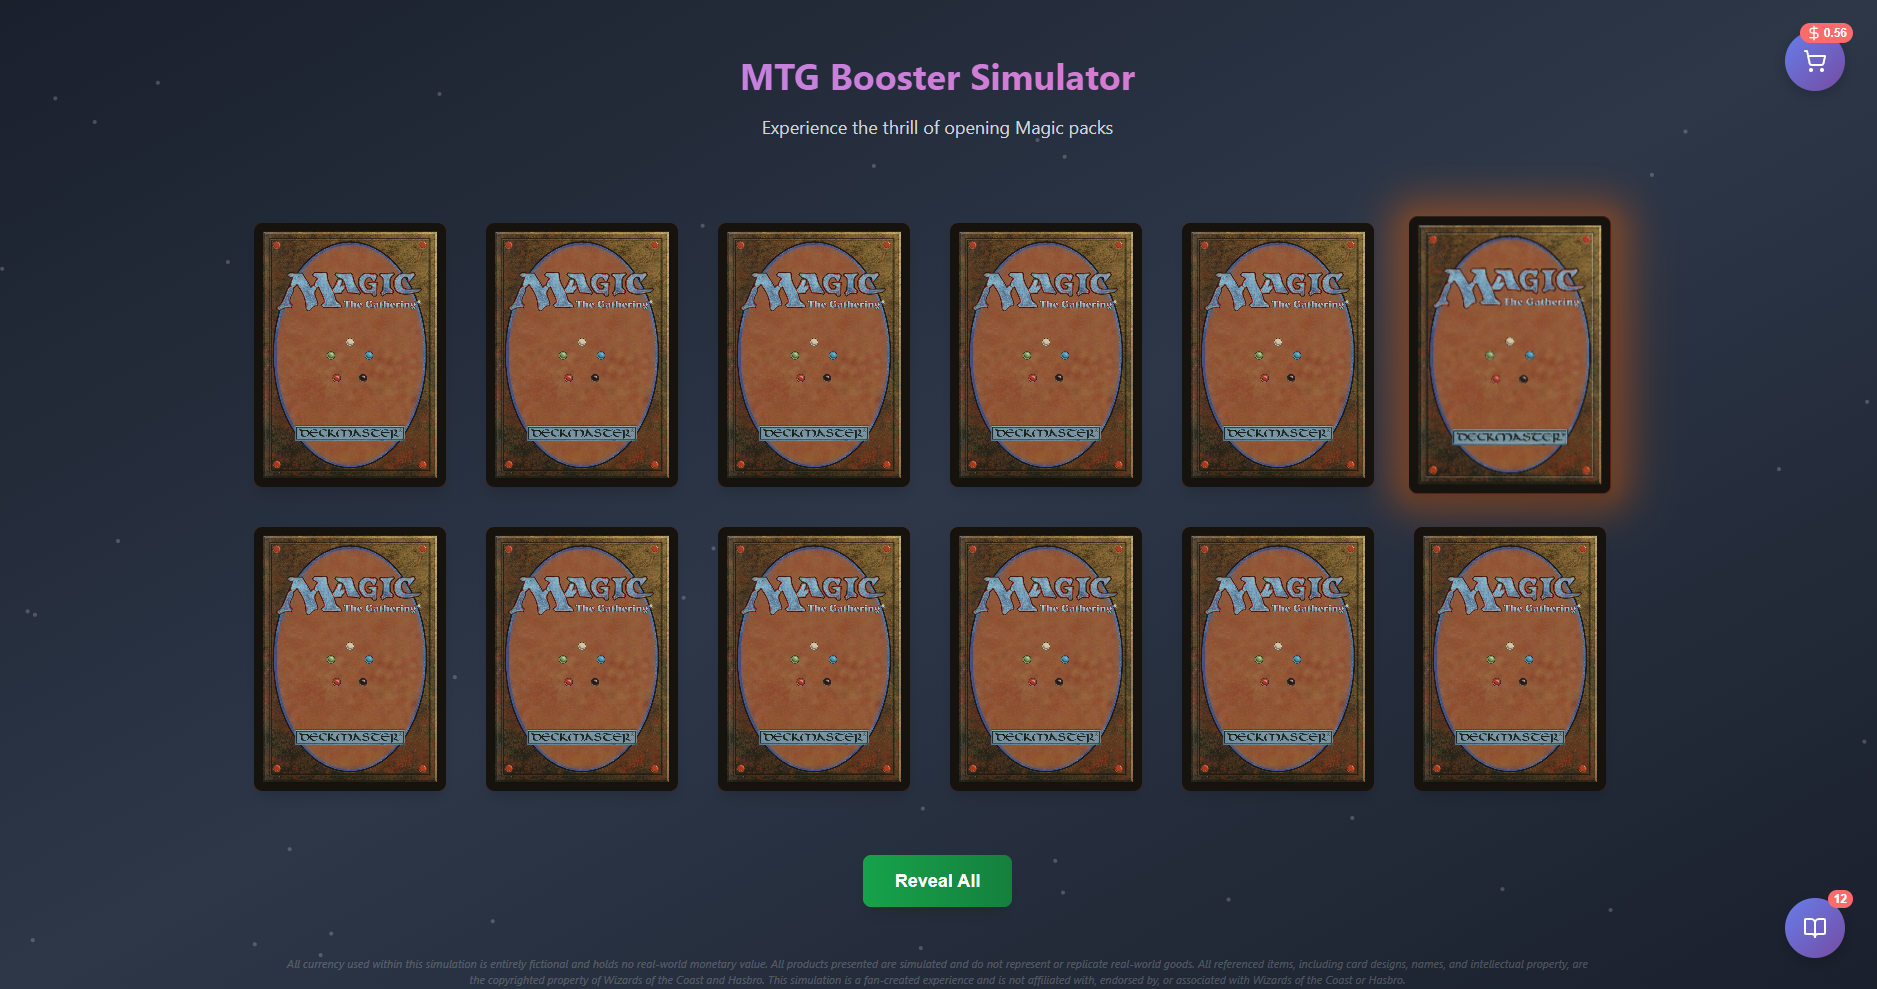 $ 0.56
MTG Booster Simulator
Experience the thrill of opening Magic packs
MAGIC MAGIC MAGIC MAGIC MAGIC MAGIC
The Gathering The Gathering The Gathering The Gathering The Gathering The Gathering
DECKMASTER DECKMASTER DECKMASTER DECKMASTER DECKMASTER DECKMASTER
MAGIC MAGIC MAGIC MAGIC MAGIC MAGIC
The Gathering The Gathering The Gathering The Gathering The Gathering The Gathering
DECKMASTER DECKMASTER DECKMASTER DECKMASTER DECKMASTER DECKMASTER
Reveal All
12
All currency used within this simulation is entirely fictional and holds no real-world monetary value. All products presented are simulated and do not represent or replicate real-world goods. All referenced items, including card designs, names, and intellectual property, are
the copyrighted property of Wizards of the Coast and Hasbro. This simulation is a fan-created experience and is not affiliated with, endorsed by, or associated with Wizards of the Coast or Hasbro.